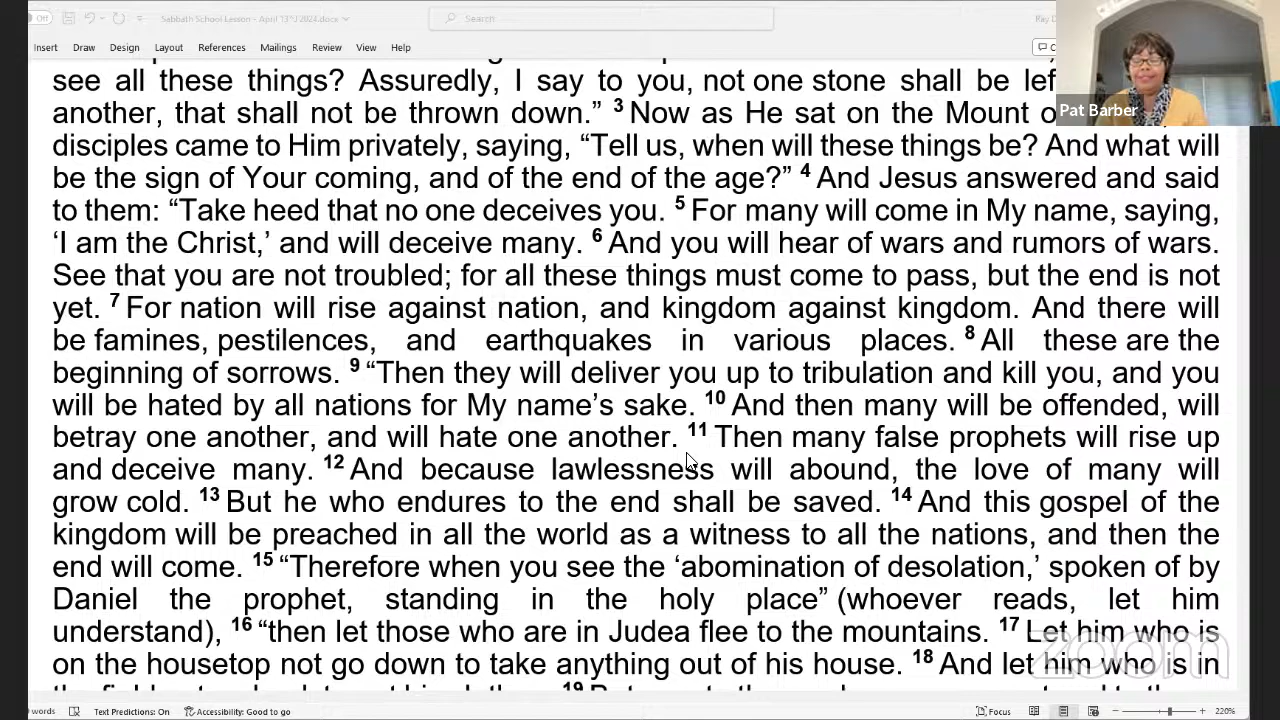 Off
Sabbath School Lesson - April 13th 2024.docx
Search
Ray D
Insert Draw Design Layout References Mailings Review View Help
Pat Barber
see all these things? Assuredly, I say to you, not one stone shall be lef
another, that shall not be thrown down.” 3 Now as He sat on the Mount o
disciples came to Him privately, saying, “Tell us, when will these things be? And what will
be the sign of Your coming, and of the end of the age?” 4 And Jesus answered and said
to them: “Take heed that no one deceives you. 5 For many will come in My name, saying,
‘I am the Christ,’ and will deceive many. 6 And you will hear of wars and rumors of wars.
See that you are not troubled; for all these things must come to pass, but the end is not
yet. 7 For nation will rise against nation, and kingdom against kingdom. And there will
be famines, pestilences, and earthquakes in various places. 8 All these are the
beginning of sorrows. 9 “Then they will deliver you up to tribulation and kill you, and you
will be hated by all nations for My name’s sake. 10 And then many will be offended, will
betray one another, and will hate one another. 11 Then many false prophets will rise up
and deceive many. 12 And because lawlessness will abound, the love of many will
grow cold. 13 But he who endures to the end shall be saved. 14 And this gospel of the
kingdom will be preached in all the world as a witness to all the nations, and then the
end will come. 15 “Therefore when you see the ‘abomination of desolation,’ spoken of by
Daniel the prophet, standing in the holy place” (whoever reads, let him
understand), 16 “then let those who are in Judea flee to the mountains. 17 Let him who is
on the housetop not go down to take anything out of his house. 18 And let him who is in
zoom
words Text Predictions: On Accessibility: Good to go Focus 220%